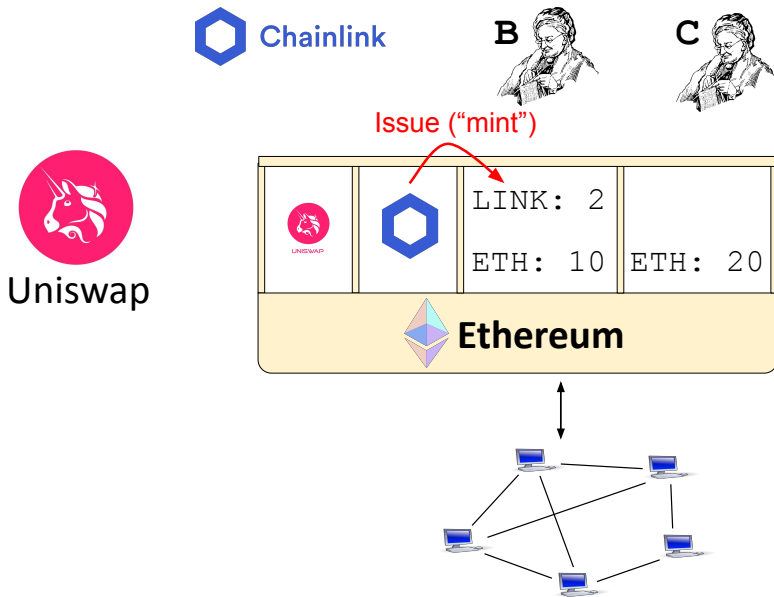 Chainlink
B
C
Issue (“mint”)
Uniswap
UNISWAP
LINK: 2
ETH: 10
ETH: 20
Ethereum